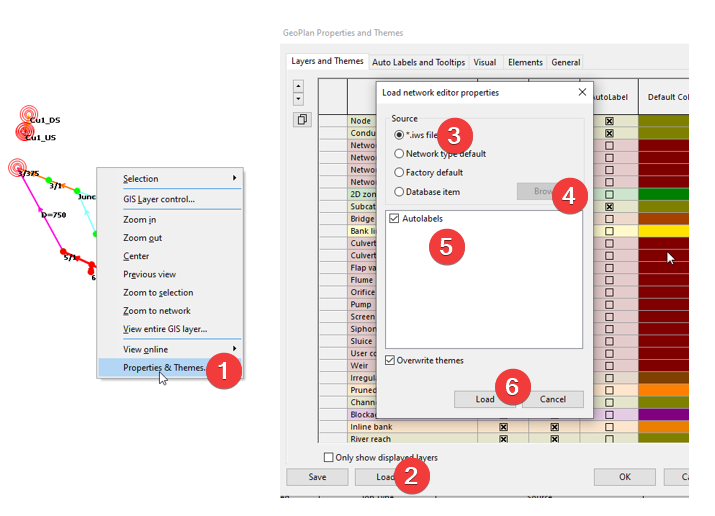 GeoPlan Properties and Themes
Layers and Themes
Auto Labels and Tooltips
Visual
Elements
General
Load network editor properties
AutoLabel
Default Col
Source
*.iws file
3
Network type default
Factory default
Database item
Brow
4
Autolabels
5
Overwrite themes
6
Load
Cancel
Node
Condu
Netwo
Netwo
Netwo
Netwo
2D zon
Subcat
Bridge
Bank li
Culvert
Culvert
Flap va
Flume
Orifice
Pump
Screen
Siphon
Sluice
User co
Weir
Irregula
Pruned
Chann
Blocka
Inline bank
River reach
Only show displayed layers
Save
Load
2
OK
Ca
Cu1_DS
Cu1_US
3/375
3/1
Junc
D=750
5/1
6
Selection
GIS Layer control...
Zoom in
Zoom out
Center
Previous view
Zoom to selection
Zoom to network
View entire GIS layer...
View online
Properties & Themes...
1